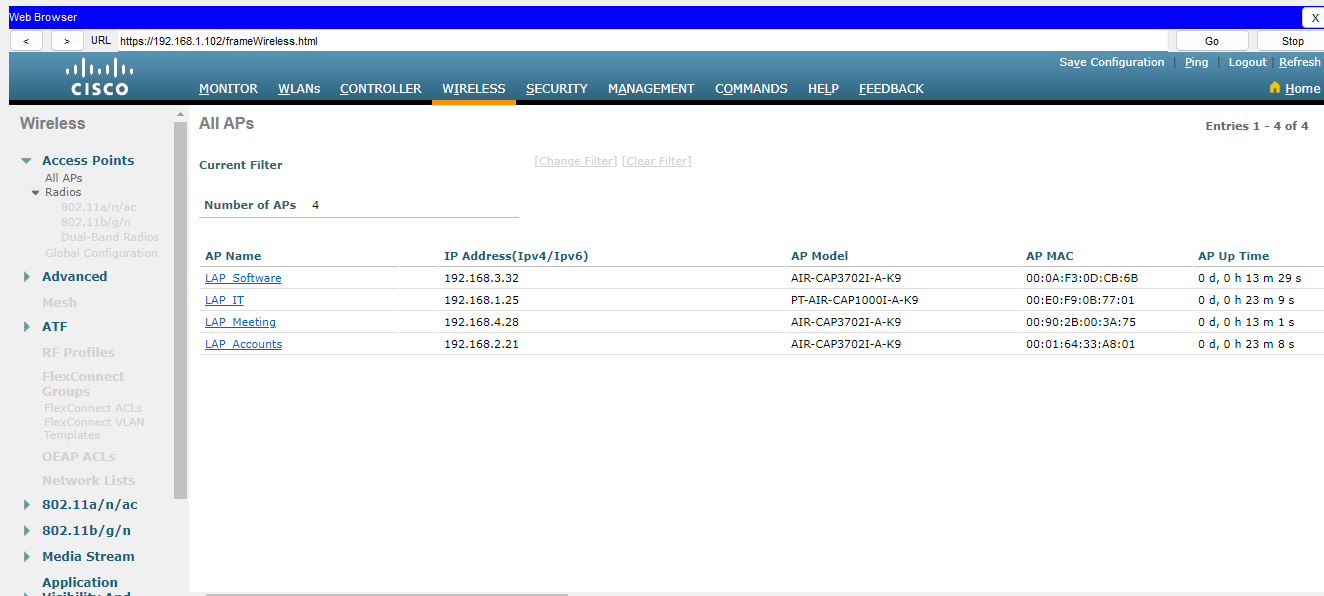 Web Browser
X
< > URL https://192.168.1.102/frameWireless.html Go Stop
Save Configuration | Ping | Logout | Refresh
CISCO
MONITOR WLANs CONTROLLER WIRELESS SECURITY MANAGEMENT COMMANDS HELP FEEDBACK Home
Wireless
Access Points
All APs
Radios
802.11a/n/ac
802.11b/g/n
Dual-Band Radios
Global Configuration
Advanced
Mesh
ATF
RF Profiles
FlexConnect
Groups
FlexConnect ACLs
FlexConnect VLAN
Templates
OEAP ACLs
Network Lists
802.11a/n/ac
802.11b/g/n
Media Stream
Application
Visibility And
All APs
Entries 1 - 4 of 4
Current Filter [Change Filter] [Clear Filter]
Number of APs 4
AP Name IP Address(Ipv4/Ipv6) AP Model AP MAC AP Up Time
LAP_Software 192.168.3.32 AIR-CAP3702I-A-K9 00:0A:F3:0D:CB:6B 0 d, 0 h 13 m 29 s
LAP_IT 192.168.1.25 PT-AIR-CAP1000I-A-K9 00:E0:F9:0B:77:01 0 d, 0 h 23 m 9 s
LAP_Meeting 192.168.4.28 AIR-CAP3702I-A-K9 00:90:2B:00:3A:75 0 d, 0 h 13 m 1 s
LAP_Accounts 192.168.2.21 AIR-CAP3702I-A-K9 00:01:64:33:A8:01 0 d, 0 h 23 m 8 s